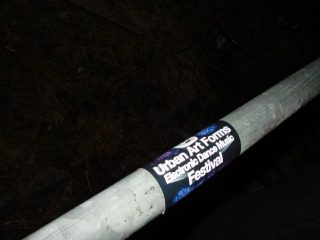 Urban Art Forms
Electronic Dance Music
Festival